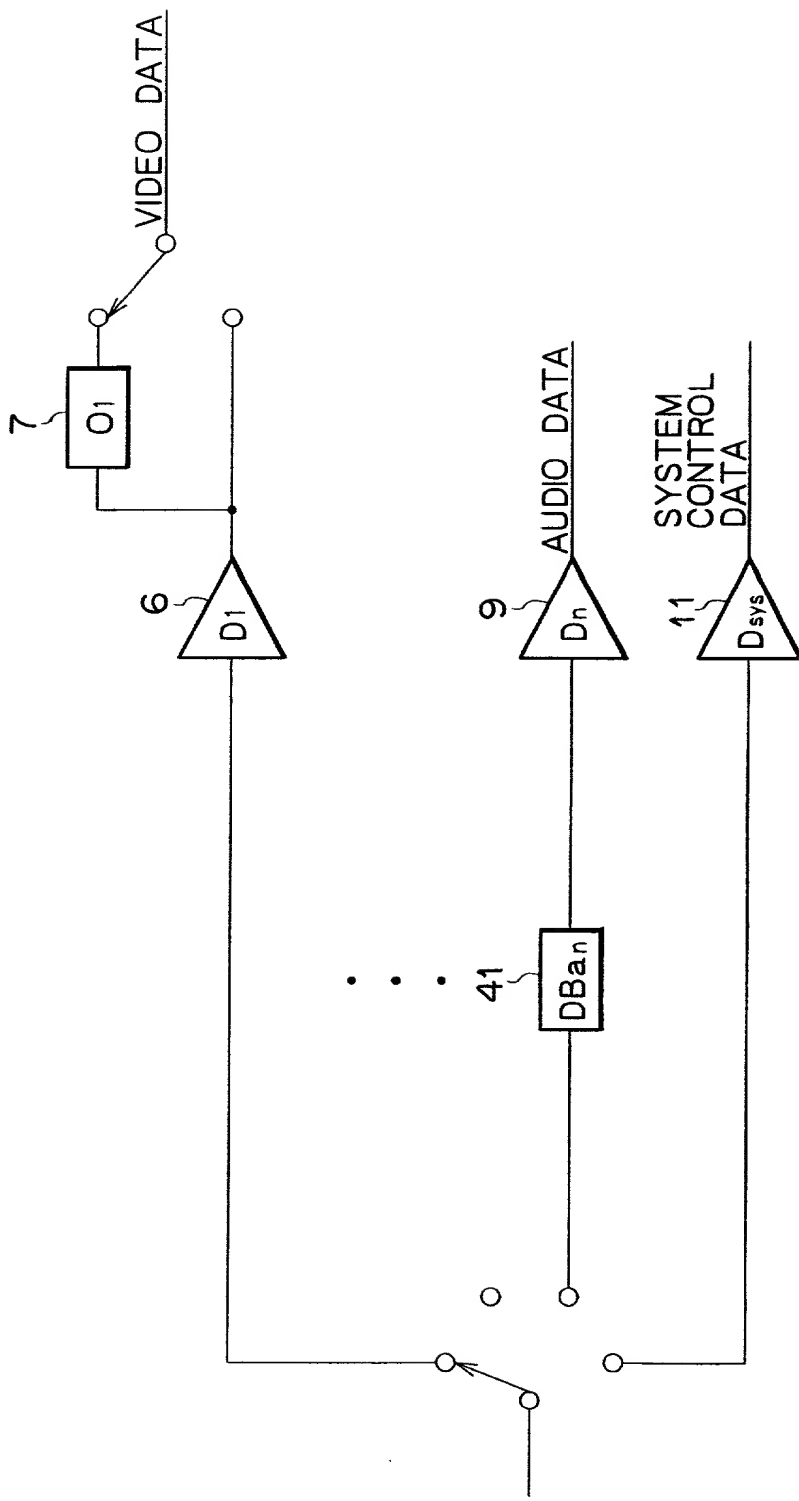 VIDEO DATA
7
O1
6
D1
AUDIO DATA
9
Dn
41
DBan
SYSTEM
CONTROL
DATA
11
Dsys